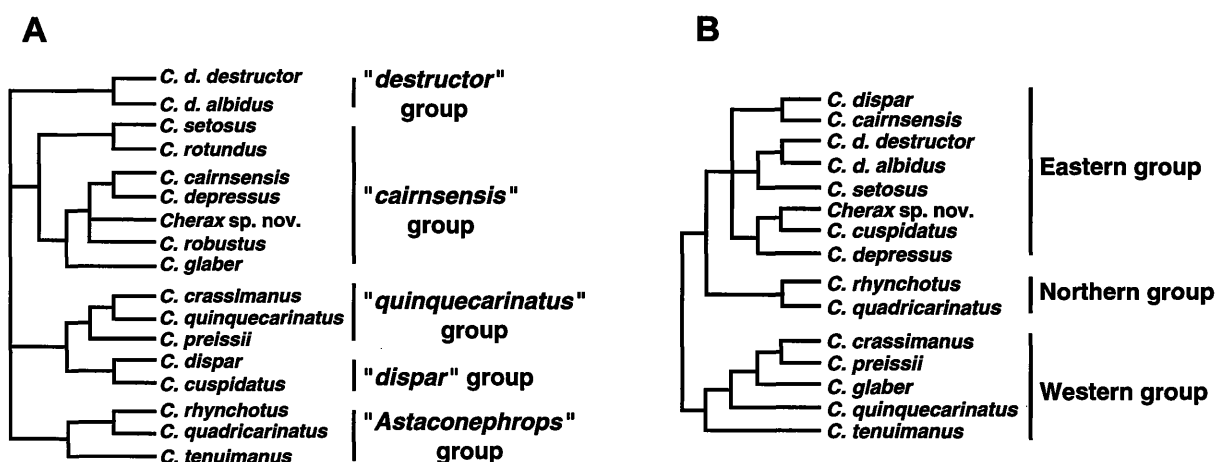 A
C. d. destructor
C. d. albidus
"destructor"
group
C. setosus
C. rotundus
C. cairnsensis
C. depressus
Cherax sp. nov.
C. robustus
C. glaber
"cairnsensis"
group
C. crassimanus
C. quinquecarinatus
C. preissii
"quinquecarinatus"
group
C. dispar
C. cuspidatus
"dispar" group
C. rhynchotus
C. quadricarinatus
C. tenuimanus
"Astaconephrops"
group
B
C. dispar
C. cairnsensis
C. d. destructor
C. d. albidus
C. setosus
Cherax sp. nov.
C. cuspidatus
C. depressus
Eastern group
C. rhynchotus
C. quadricarinatus
Northern group
C. crassimanus
C. preissii
C. glaber
C. quinquecarinatus
C. tenuimanus
Western group